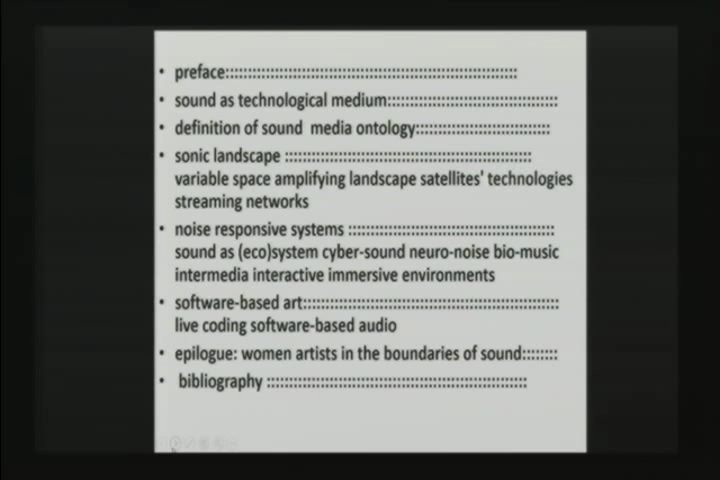 • preface::::::::::::::::::::::::::::::::::::::::::::::::::::::::::::::::
• sound as technological medium:::::::::::::::::::::::::::::::::::::
• definition of sound media ontology:::::::::::::::::::::::::::::
• sonic landscape ::::::::::::::::::::::::::::::::::::::::::::::::::::::
variable space amplifying landscape satellites' technologies
streaming networks
• noise responsive systems :::::::::::::::::::::::::::::::::::::::::::::
sound as (eco)system cyber-sound neuro-noise bio-music
intermedia interactive immersive environments
• software-based art::::::::::::::::::::::::::::::::::::::::::::::::::::::::
live coding software-based audio
• epilogue: women artists in the boundaries of sound::::::::
• bibliography :::::::::::::::::::::::::::::::::::::::::::::::::::::::::